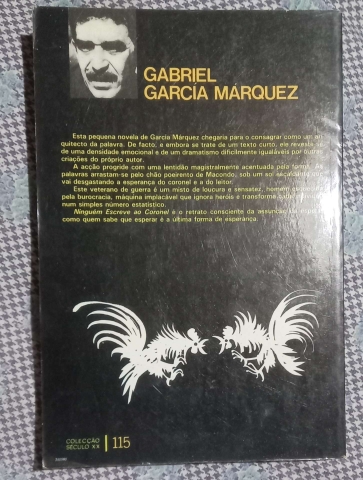 GABRIEL
GARCÍA MÁRQUEZ
Esta pequena novela de García Márquez chegaria para o consagrar como um
quitecto da palavra. De facto, e embora se trate de um texto curto, ele reveste-se
de uma densidade emocional e de um dramatismo dificilmente igualáveis por outras
criações do próprio autor.
A acção progride com uma lentidão magistralmente acentuada pela forma. As
palavras arrastam-se pelo chão poeirento de Macondo, sob um sol escaldante que
vai desgastando a esperança do coronel e a do leitor.
Este veterano de guerra é um misto de loucura e sensatez, homem
pela burocracia, máquina implacável que ignora heróis e transforma
num simples número estatístico.
Ninguém Escreve ao Coronel é o retrato consciente da
como quem sabe que esperar é a última forma de esperança.
COLECÇÃO
SÉCULO XX
115